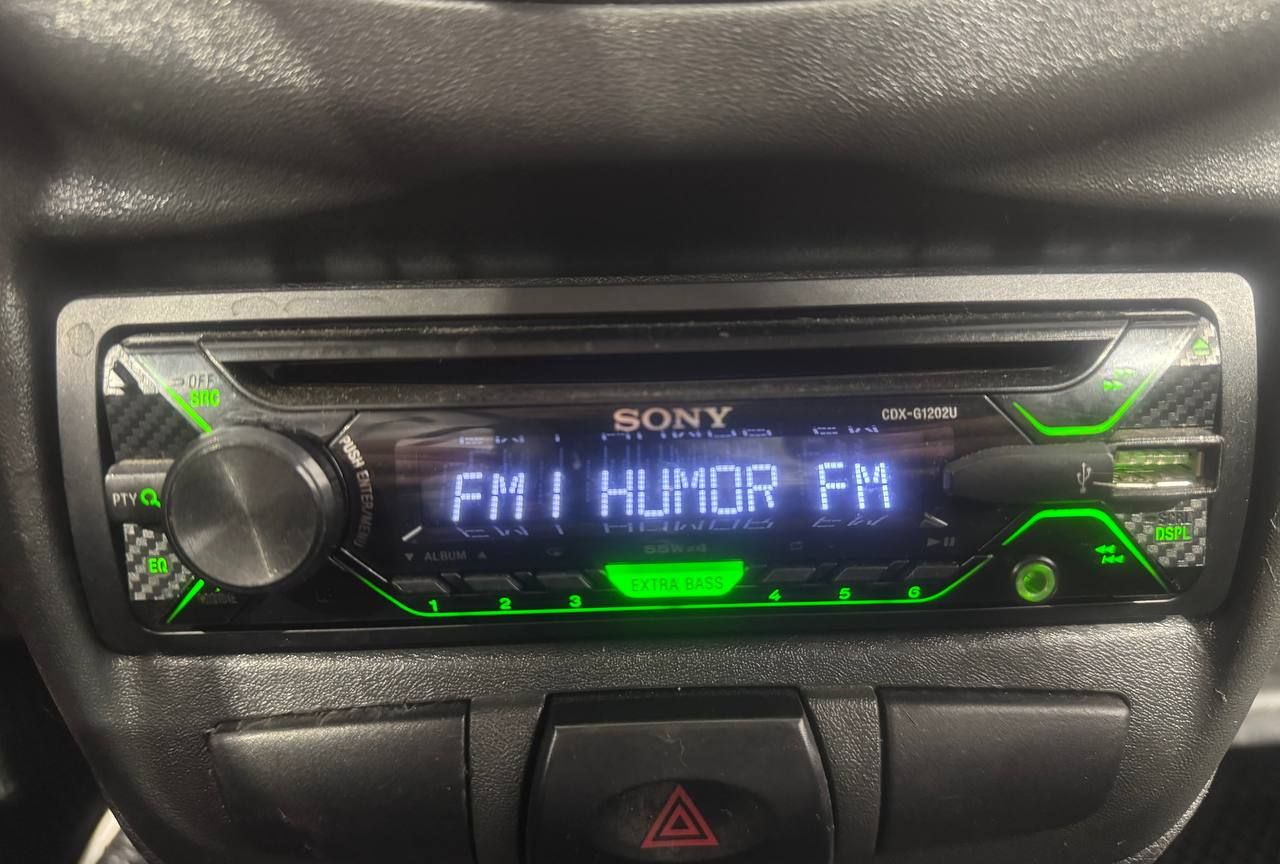 OFF
SRC
SONY
CDX-G1202U
PUSH ENTER/MENU
PTY
FM1 HUMOR FM
DSPL
EQ
ALBUM
EXTRA BASS
1 2 3 4 5 6